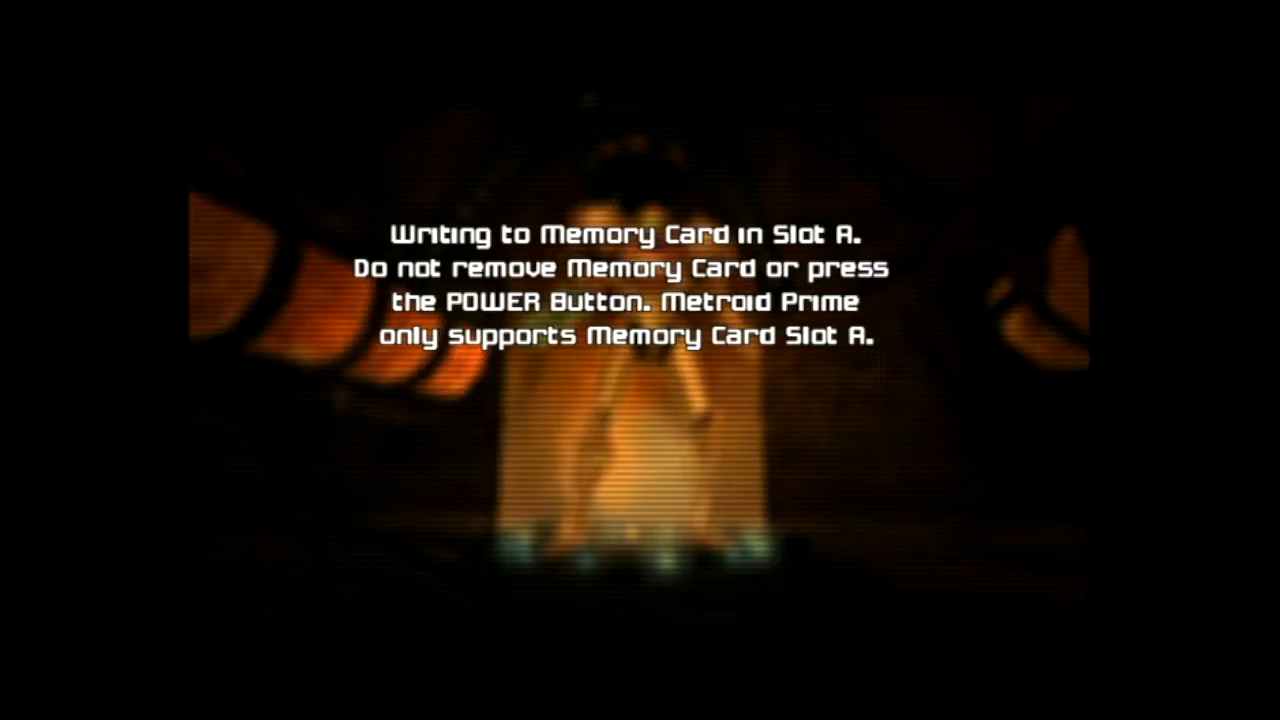 Writing to Memory Card in Slot A.
Do not remove Memory Card or press
the POWER Button. Metroid Prime
only supports Memory Card Slot A.